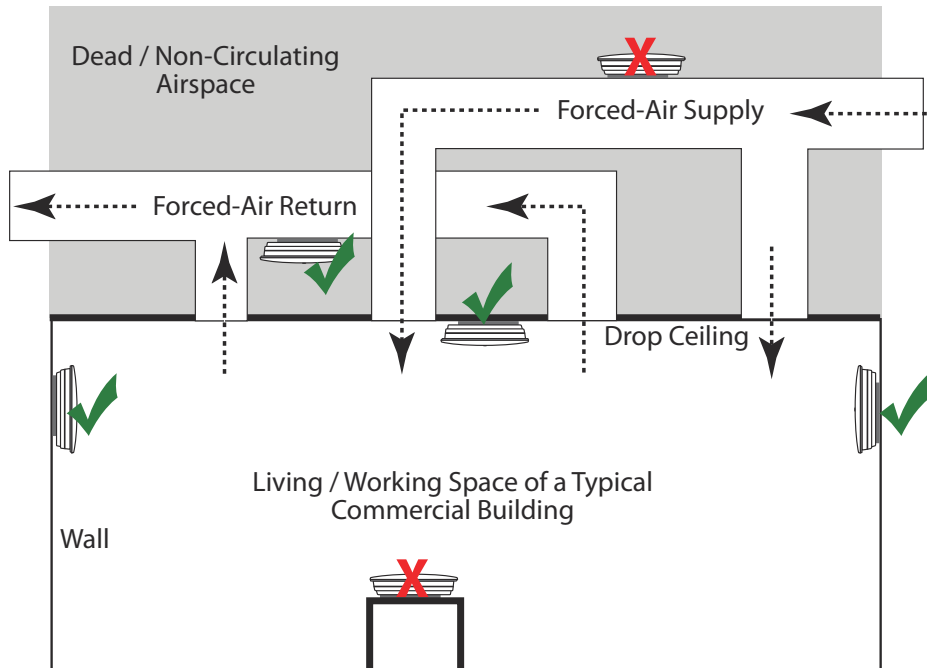 Dead / Non-Circulating
Airspace
X
Forced-Air Supply
Forced-Air Return
Drop Ceiling
Living / Working Space of a Typical
Commercial Building
Wall
X